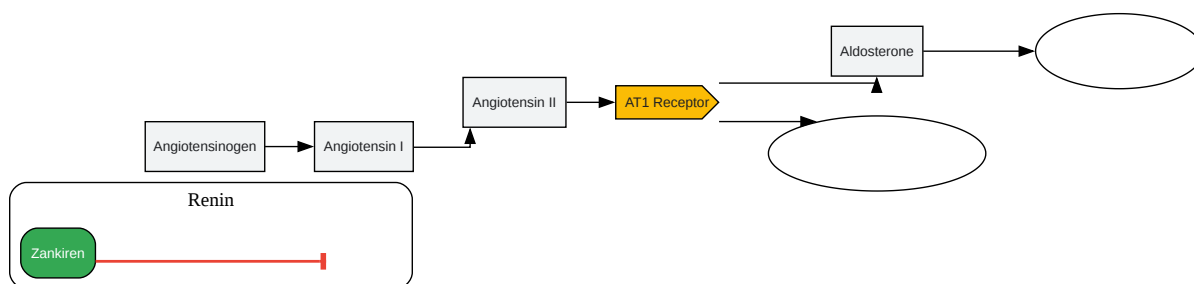 Aldosterone
Angiotensin II
AT1 Receptor
Angiotensinogen
Angiotensin I
Renin
Zankiren